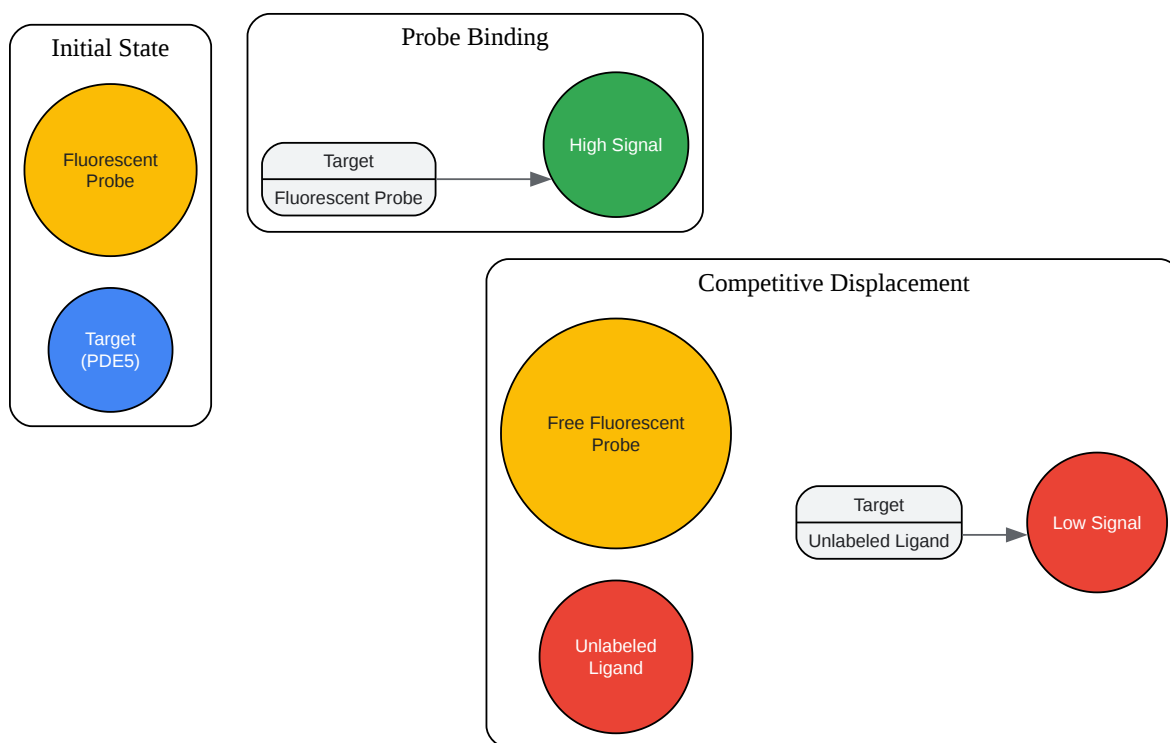 Initial State
Fluorescent
Probe
Target
(PDE5)
Probe Binding
Target
Fluorescent Probe
High Signal
Competitive Displacement
Free Fluorescent
Probe
Unlabeled
Ligand
Target
Unlabeled Ligand
Low Signal